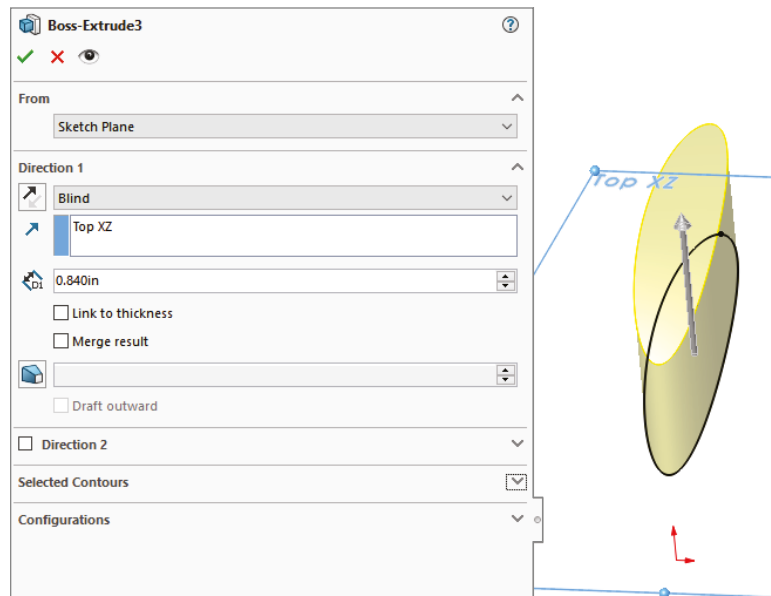 Boss-Extrude3
From
Sketch Plane
Direction 1
Blind
Top XZ
D1
0.840in
Link to thickness
Merge result
Draft outward
Direction 2
Selected Contours
Configurations
Top XZ